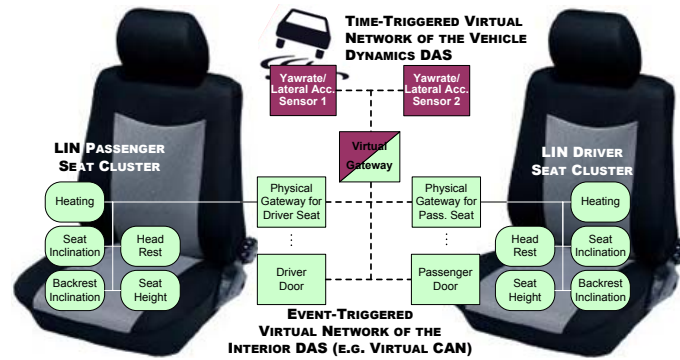 TIME-TRIGGERED VIRTUAL
NETWORK OF THE VEHICLE
DYNAMICS DAS
Yawrate/
Lateral Acc.
Sensor 1
Yawrate/
Lateral Acc.
Sensor 2
LIN PASSENGER
SEAT CLUSTER
Virtual
Gateway
LIN DRIVER
SEAT CLUSTER
Heating
Physical
Gateway for
Driver Seat
Physical
Gateway for
Pass. Seat
Heating
Seat
Inclination
Head
Rest
Head
Rest
Seat
Inclination
Backrest
Inclination
Seat
Height
Driver
Door
Passenger
Door
Seat
Height
Backrest
Inclination
EVENT-TRIGGERED
VIRTUAL NETWORK OF THE
INTERIOR DAS (E.G. VIRTUAL CAN)